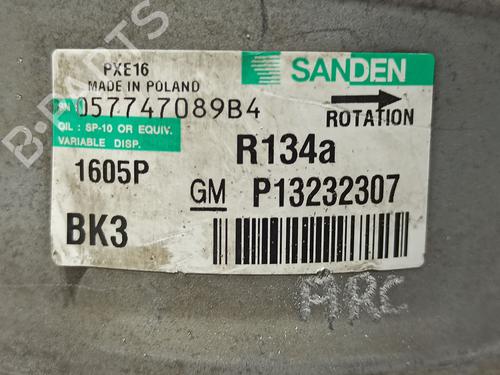 PXE16
MADE IN POLAND
SANDEN
S/N 057747089B4
ROTATION
OIL : SP-10 OR EQUIV.
VARIABLE DISP.
R134a
1605P
GM P13232307
BK3
ARC
B-PARTS